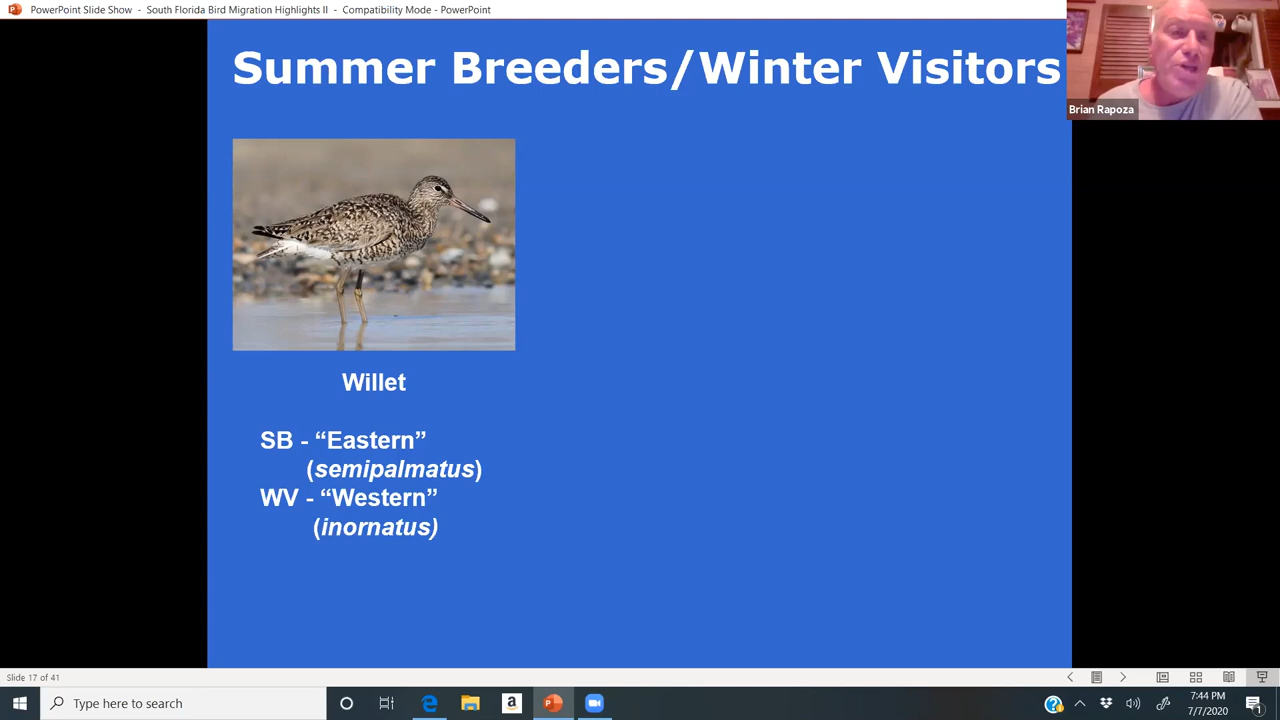 PowerPoint Slide Show - South Florida Bird Migration Highlights II - Compatibility Mode - PowerPoint
Summer Breeders/Winter Visitors
Brian Rapoza
Willet
SB - “Eastern”
(semipalmatus)
WV - “Western”
(inornatus)
Slide 17 of 41
Type here to search
7:44 PM
7/7/2020
1